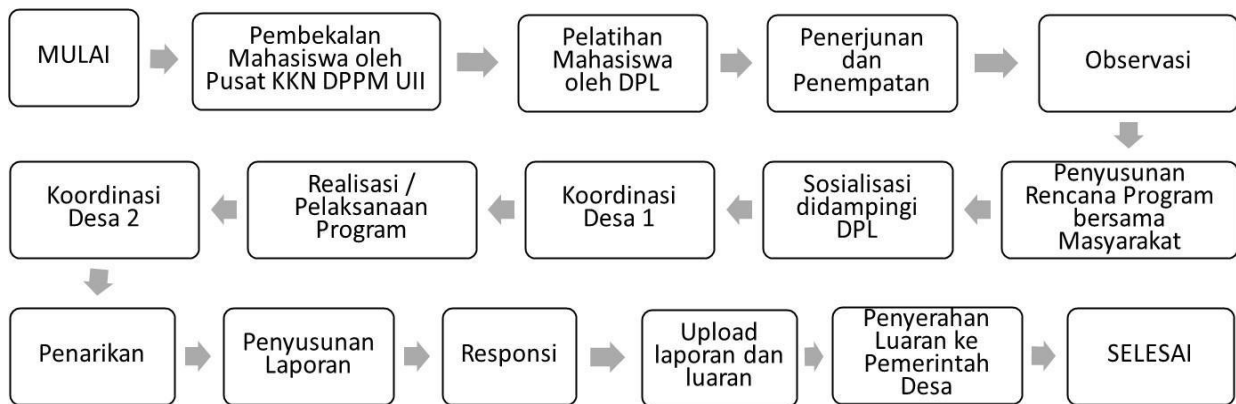 MULAI
Pembekalan
Mahasiswa oleh
Pusat KKN DPPM UII
Pelatihan
Mahasiswa
oleh DPL
Penerjunan
dan
Penempatan
Observasi
Penyusunan
Rencana Program
bersama
Masyarakat
Sosialisasi
didampingi
DPL
Koordinasi
Desa 1
Realisasi /
Pelaksanaan
Program
Koordinasi
Desa 2
Penarikan
Penyusunan
Laporan
Responsi
Upload
laporan dan
luaran
Penyerahan
Luaran ke
Pemerintah
Desa
SELESAI